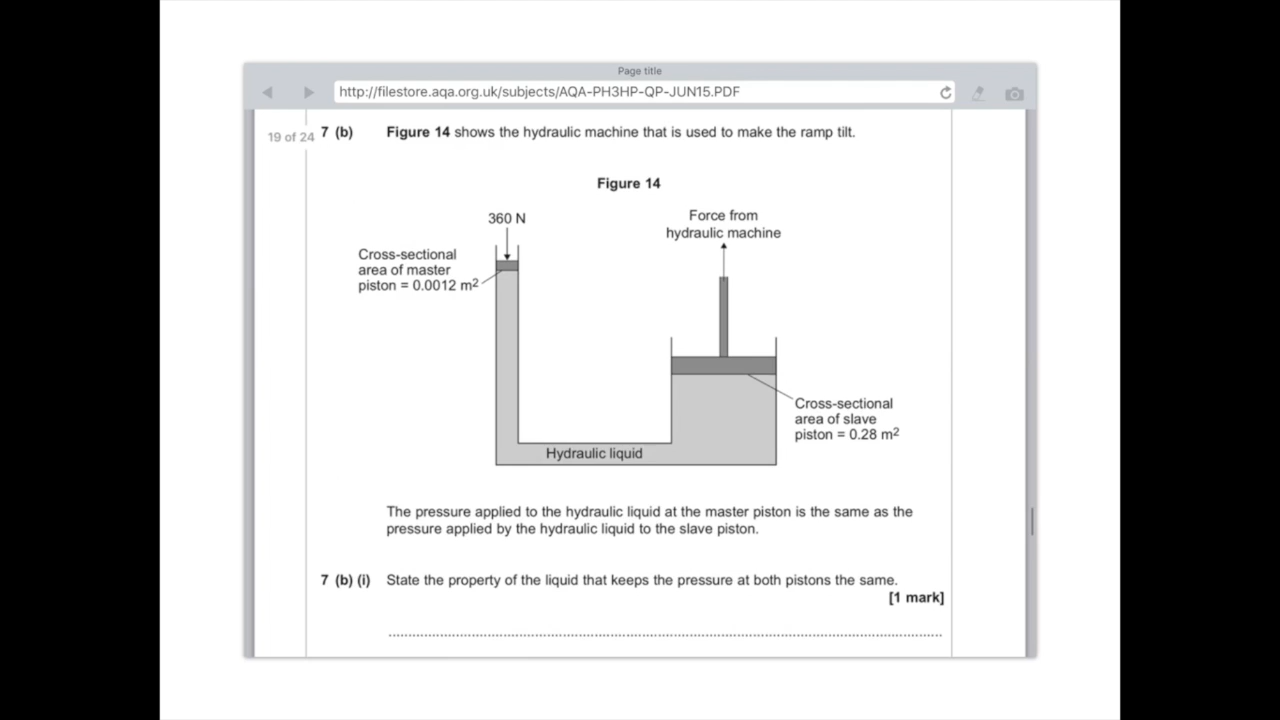 Page title
http://filestore.aqa.org.uk/subjects/AQA-PH3HP-QP-JUN15.PDF
19 of 24
7 (b) Figure 14 shows the hydraulic machine that is used to make the ramp tilt.
Figure 14
360 N
Force from
hydraulic machine
Cross-sectional
area of master
piston = 0.0012 m²
Cross-sectional
area of slave
piston = 0.28 m²
Hydraulic liquid
The pressure applied to the hydraulic liquid at the master piston is the same as the
pressure applied by the hydraulic liquid to the slave piston.
7 (b) (i) State the property of the liquid that keeps the pressure at both pistons the same.
[1 mark]